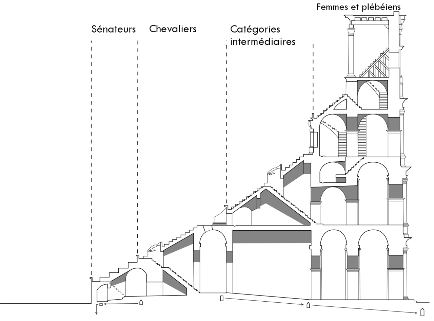 Femmes et plébéiens
Sénateurs
Chevaliers
Catégories
intermédiaires